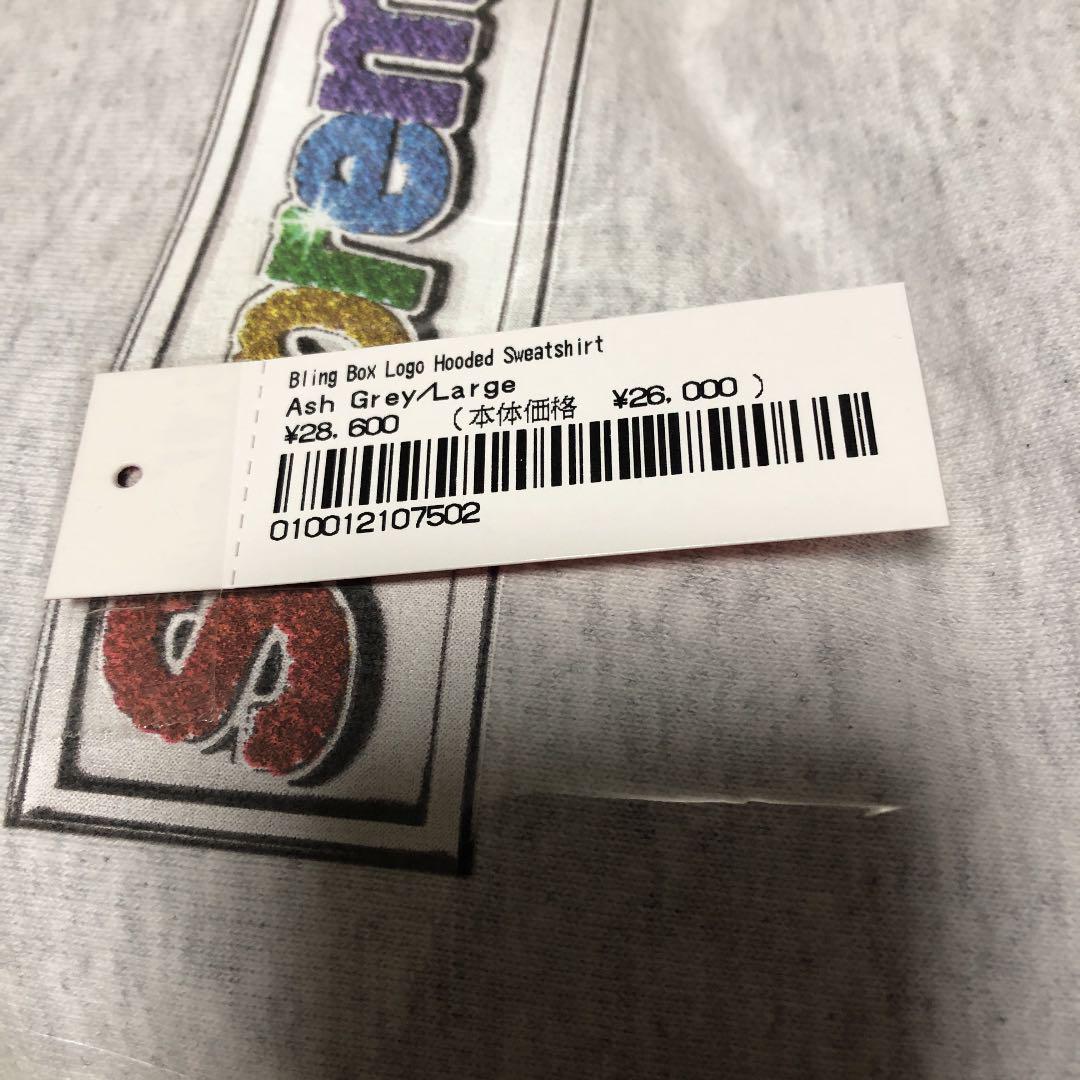 Bling Box Logo Hooded Sweatshirt
Ash Grey/Large
¥28,600 (本体価格 ¥26,000 )
010012107502